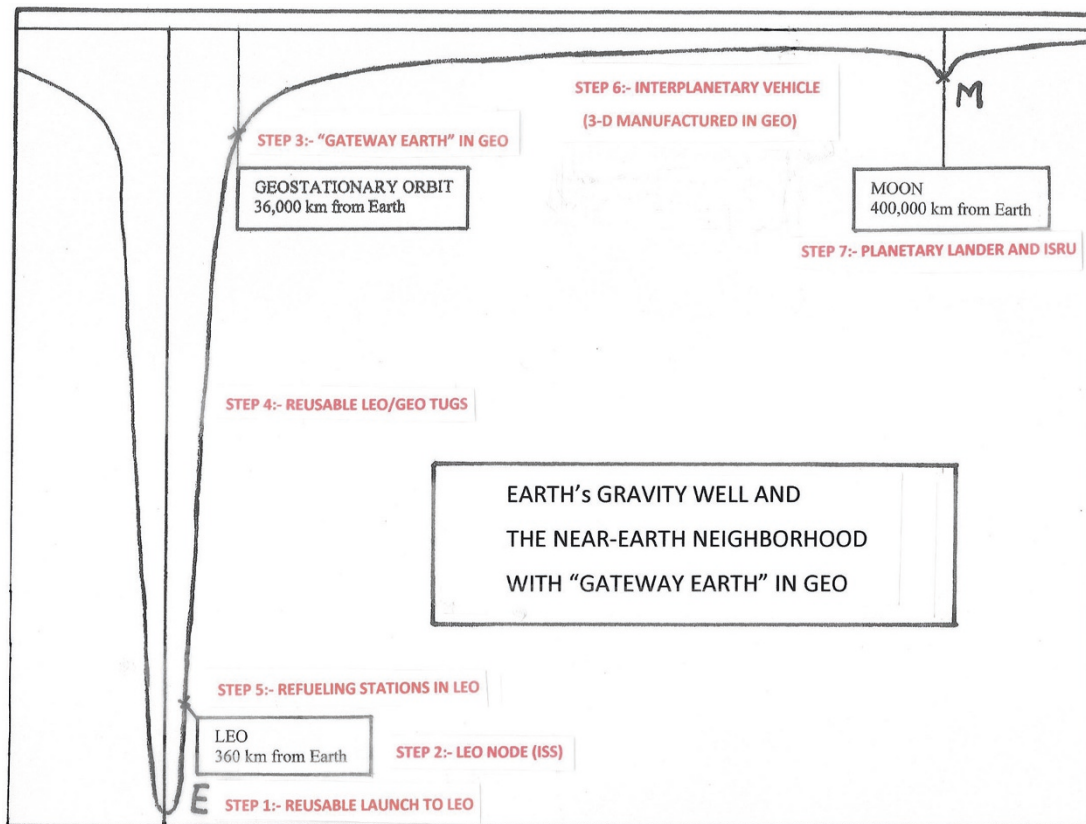 STEP 6:- INTERPLANETARY VEHICLE
(3-D MANUFACTURED IN GEO)
M
STEP 3:- “GATEWAY EARTH” IN GEO
GEOSTATIONARY ORBIT
36,000 km from Earth
MOON
400,000 km from Earth
STEP 7:- PLANETARY LANDER AND ISRU
STEP 4:- REUSABLE LEO/GEO TUGS
EARTH’s GRAVITY WELL AND
THE NEAR-EARTH NEIGHBORHOOD
WITH “GATEWAY EARTH” IN GEO
STEP 5:- REFUELING STATIONS IN LEO
LEO
360 km from Earth
STEP 2:- LEO NODE (ISS)
E
STEP 1:- REUSABLE LAUNCH TO LEO